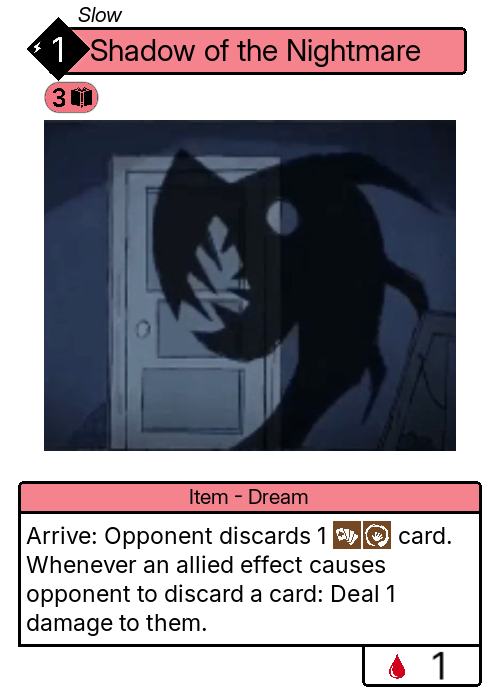 Slow
1 Shadow of the Nightmare
3
Item - Dream
Arrive: Opponent discards 1 card.
Whenever an allied effect causes
opponent to discard a card: Deal 1
damage to them.
1